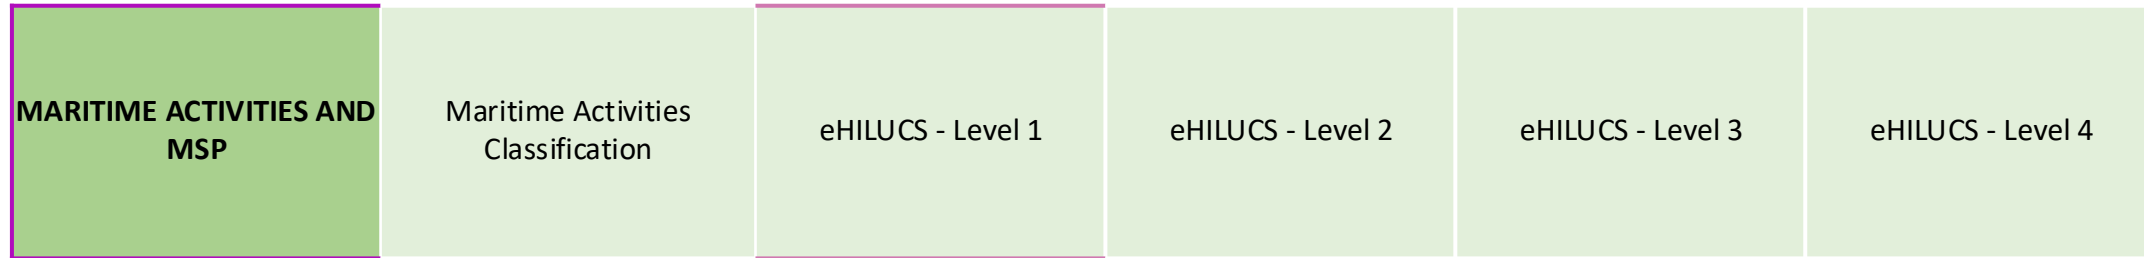 MARITIME ACTIVITIES AND
MSP
Maritime Activities
Classification
eHILUCS - Level 1
eHILUCS - Level 2
eHILUCS - Level 3
eHILUCS - Level 4